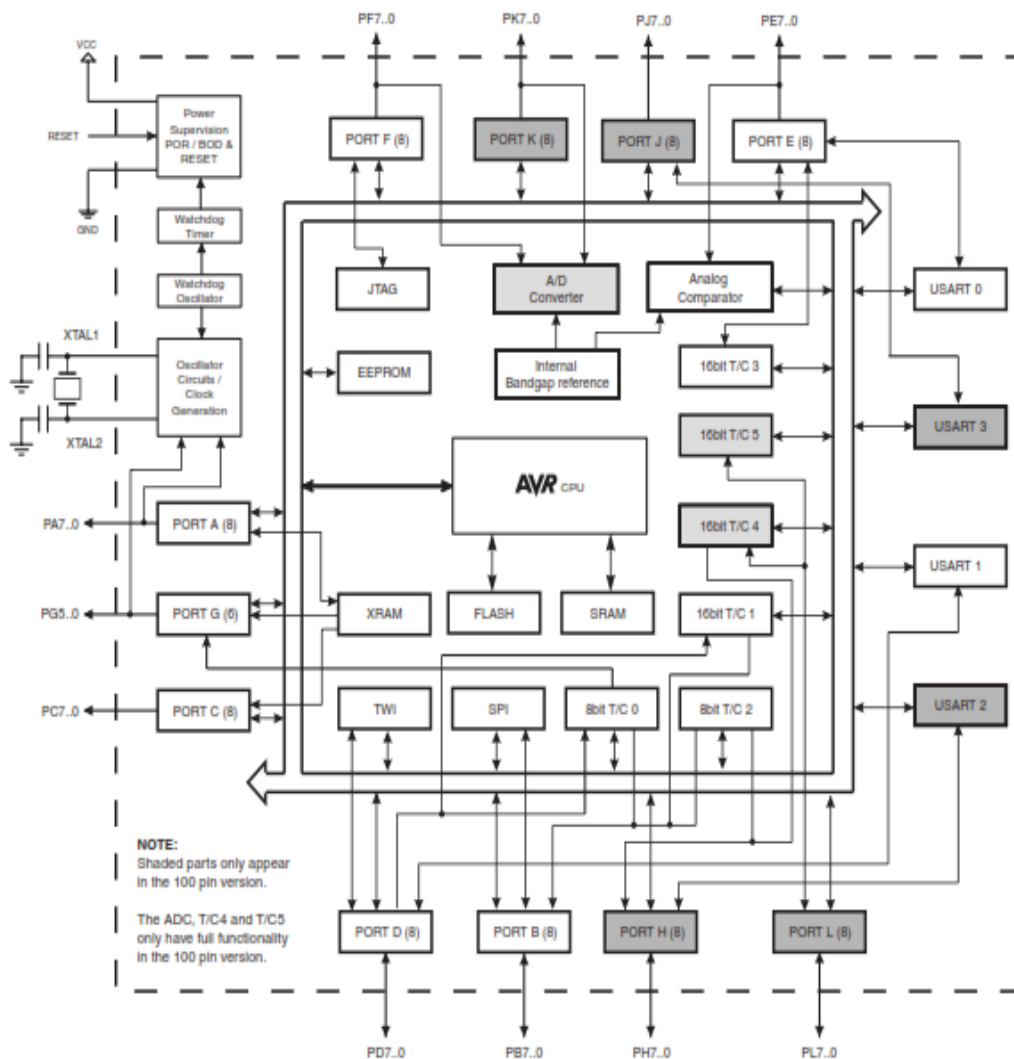 PF7..0
PK7..0
PJ7..0
PE7..0
VCC
RESET
GND
Power
Supervision
POR / BOD &
RESET
PORT F (8)
PORT K (8)
PORT J (8)
PORT E (8)
Watchdog
Timer
Watchdog
Oscillator
JTAG
A/D
Converter
Analog
Comparator
USART 0
XTAL1
Oscillator
Circuits /
Clock
Generation
XTAL2
EEPROM
Internal
Bandgap reference
16bit T/C 3
16bit T/C 5
USART 3
AVR CPU
PA7..0
PORT A (8)
16bit T/C 4
USART 1
PG5..0
PORT G (6)
XRAM
FLASH
SRAM
16bit T/C 1
PC7..0
PORT C (8)
TWI
SPI
8bit T/C 0
8bit T/C 2
USART 2
NOTE:
Shaded parts only appear
in the 100 pin version.
The ADC, T/C4 and T/C5
only have full functionality
in the 100 pin version.
PORT D (8)
PORT B (8)
PORT H (8)
PORT L (8)
PD7..0
PB7..0
PH7..0
PL7..0